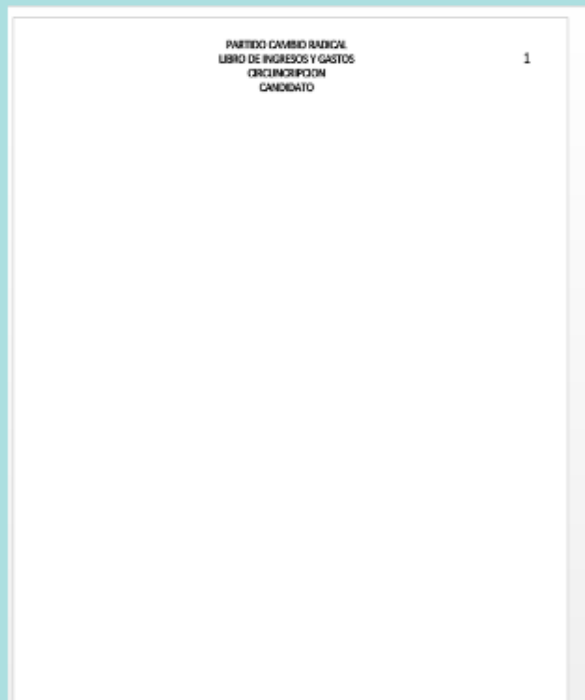 PARTIDO CAMBIO RADICAL
LIBRO DE INGRESOS Y GASTOS
1
CIRCUNCRIPCION
CANDIDATO